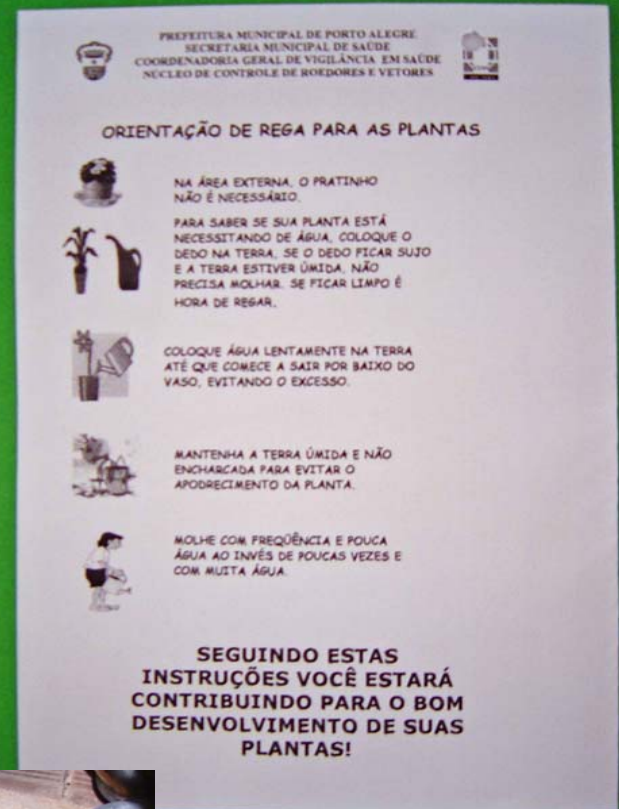 PREFEITURA MUNICIPAL DE PORTO ALEGRE
SECRETARIA MUNICIPAL DE SAÚDE
COORDENADORIA GERAL DE VIGILÂNCIA EM SAÚDE
NÚCLEO DE CONTROLE DE ROEDORES E VETORES
ORIENTAÇÃO DE REGA PARA AS PLANTAS
NA ÁREA EXTERNA, O PRATINHO
NÃO É NECESSÁRIO.
PARA SABER SE SUA PLANTA ESTÁ
NECESSITANDO DE ÁGUA, COLOQUE O
DEDO NA TERRA, SE O DEDO FICAR SUJO
E A TERRA ESTIVER ÚMIDA, NÃO
PRECISA MOLHAR. SE FICAR LIMPO É
HORA DE REGAR.
COLOQUE ÁGUA LENTAMENTE NA TERRA
ATÉ QUE COMECE A SAIR POR BAIXO DO
VASO, EVITANDO O EXCESSO.
MANTENHA A TERRA ÚMIDA E NÃO
ENCHARCADA PARA EVITAR O
APODRECIMENTO DA PLANTA.
MOLHE COM FREQÜÊNCIA E POUCA
ÁGUA AO INVÉS DE POUCAS VEZES E
COM MUITA ÁGUA.
SEGUINDO ESTAS
INSTRUÇÕES VOCÊ ESTARÁ
CONTRIBUINDO PARA O BOM
DESENVOLVIMENTO DE SUAS
PLANTAS!